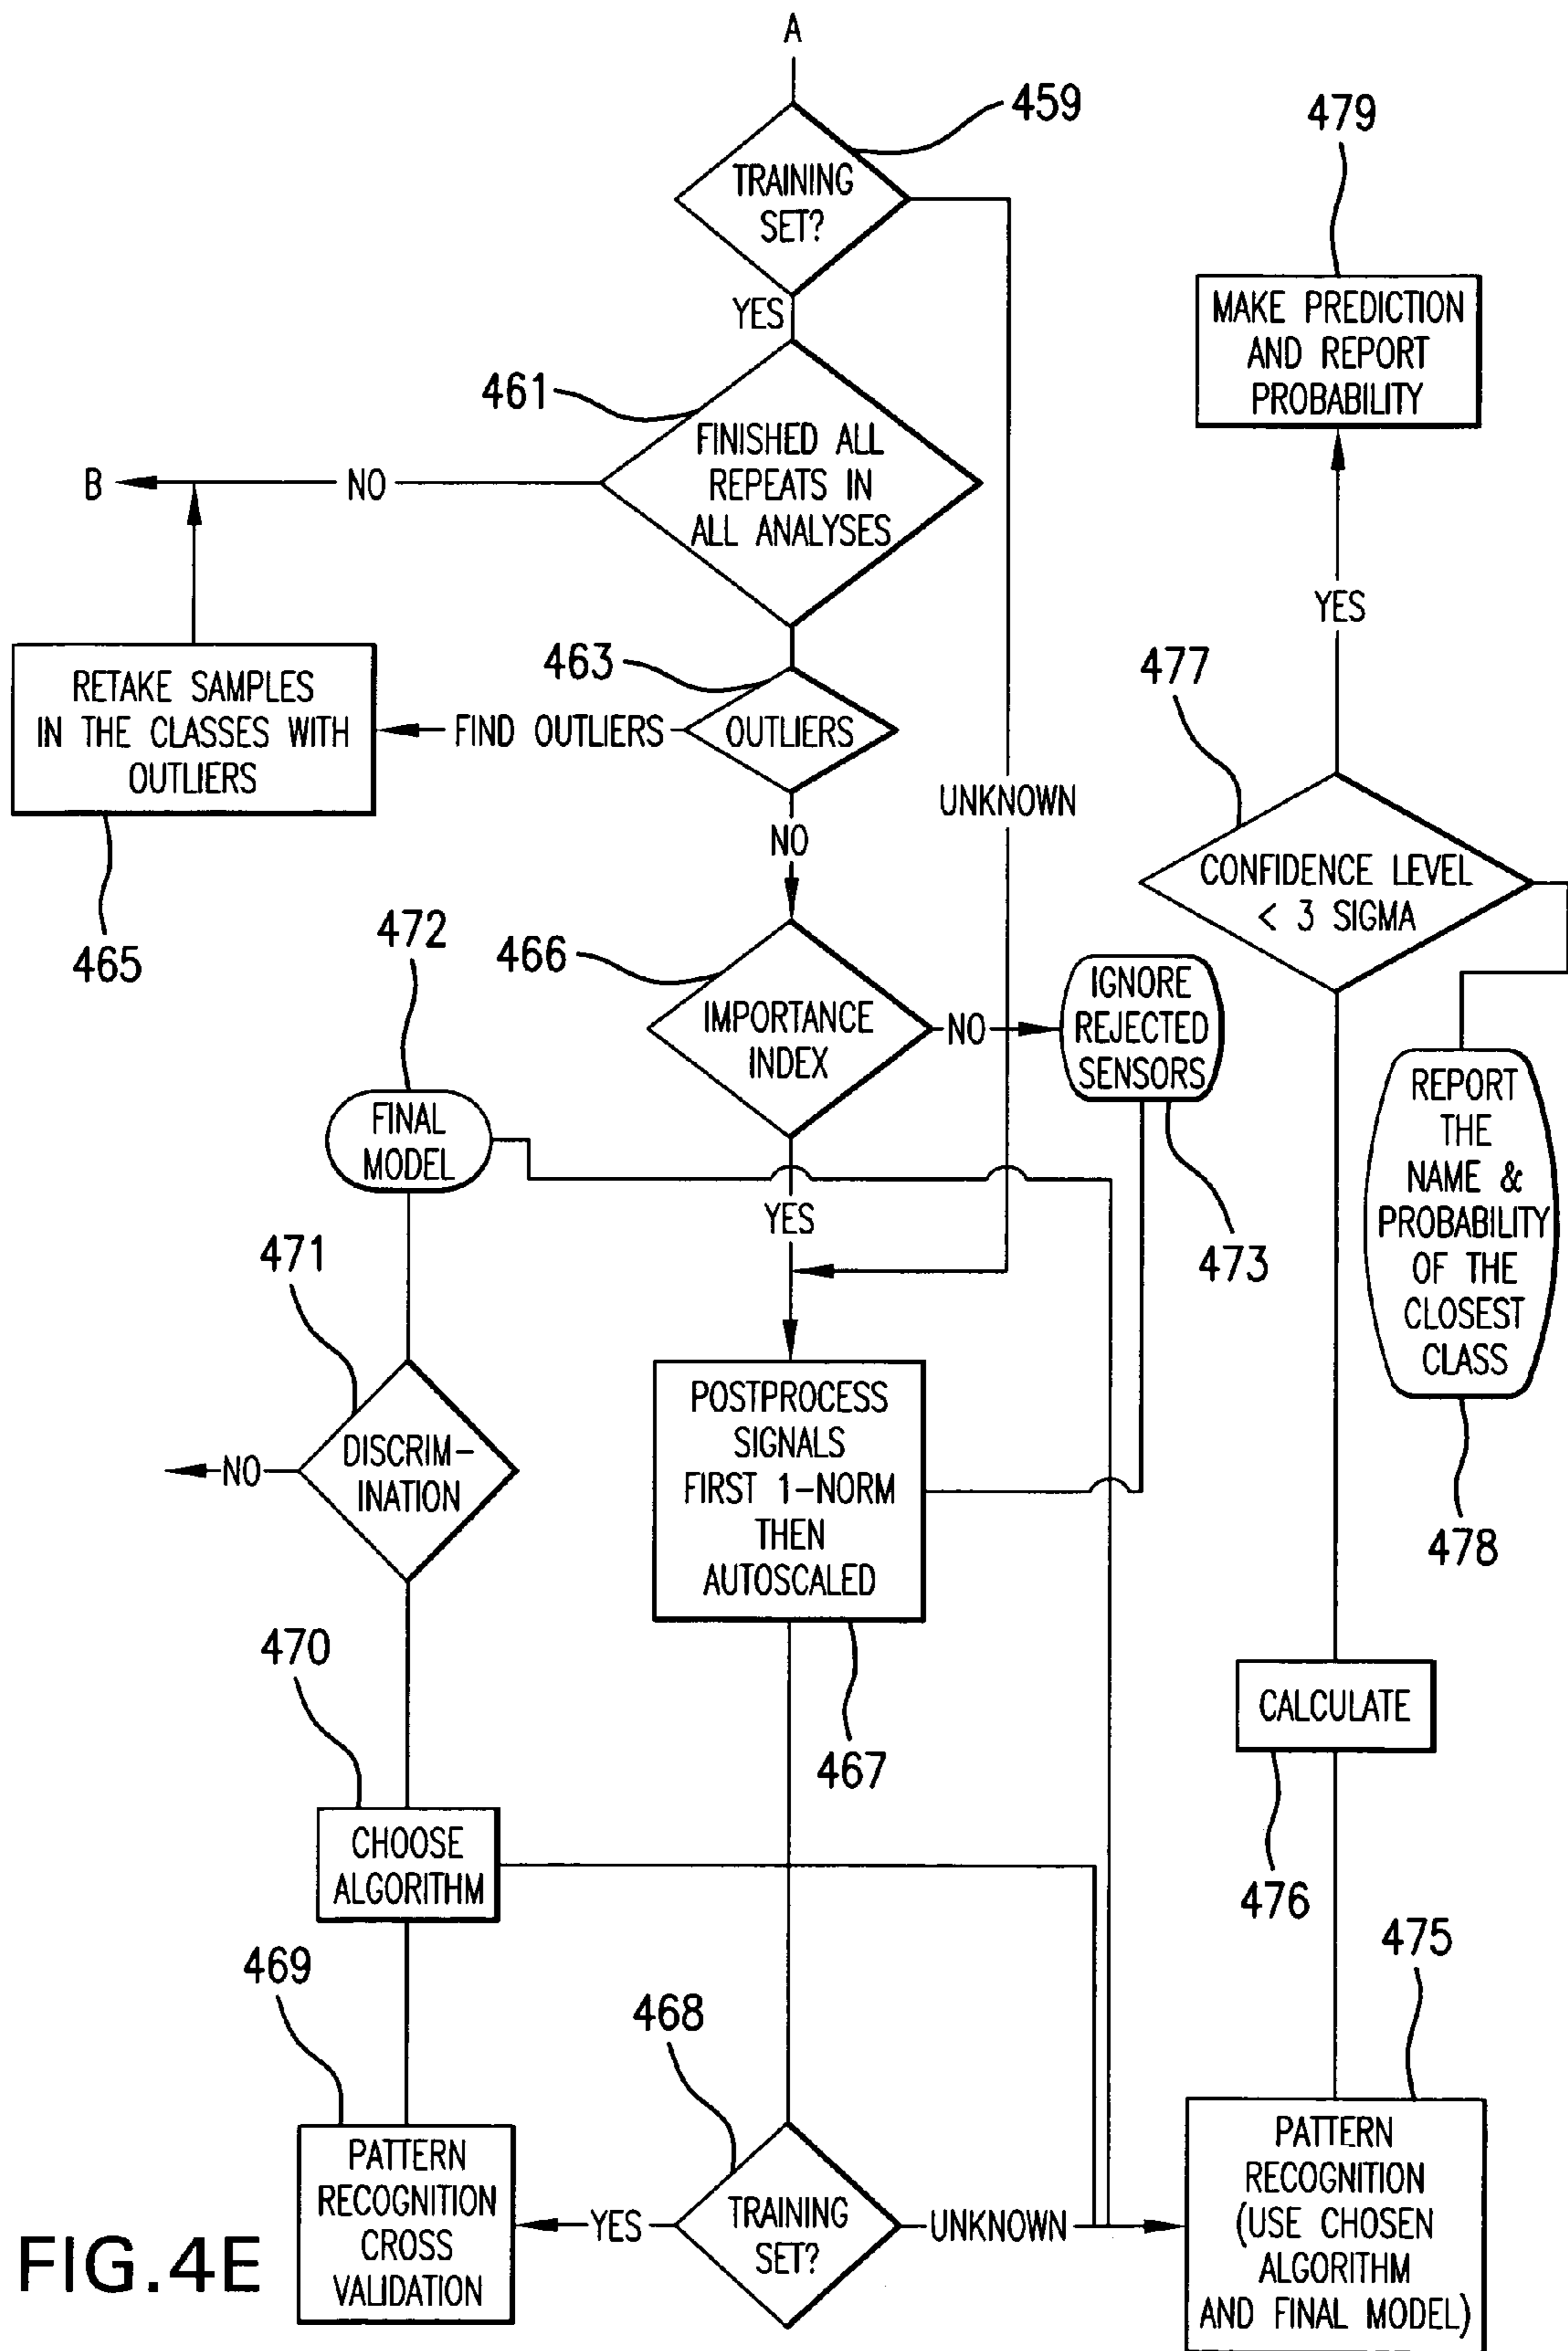 A
459
TRAINING
SET?
YES
479
MAKE PREDICTION
AND REPORT
PROBABILITY
461
FINISHED ALL
REPEATS IN
ALL ANALYSES
B
NO
YES
463
OUTLIERS
FIND OUTLIERS
RETAKE SAMPLES
IN THE CLASSES WITH
OUTLIERS
465
NO
UNKNOWN
477
CONFIDENCE LEVEL
< 3 SIGMA
472
FINAL
MODEL
466
IMPORTANCE
INDEX
NO
IGNORE
REJECTED
SENSORS
473
YES
REPORT
THE
NAME &
PROBABILITY
OF THE
CLOSEST
CLASS
478
471
DISCRIM-
INATION
NO
POSTPROCESS
SIGNALS
FIRST 1-NORM
THEN
AUTOSCALED
467
470
CHOOSE
ALGORITHM
CALCULATE
476
475
469
PATTERN
RECOGNITION
CROSS
VALIDATION
468
YES
TRAINING
SET?
UNKNOWN
PATTERN
RECOGNITION
(USE CHOSEN
ALGORITHM
AND FINAL MODEL)
FIG.4E